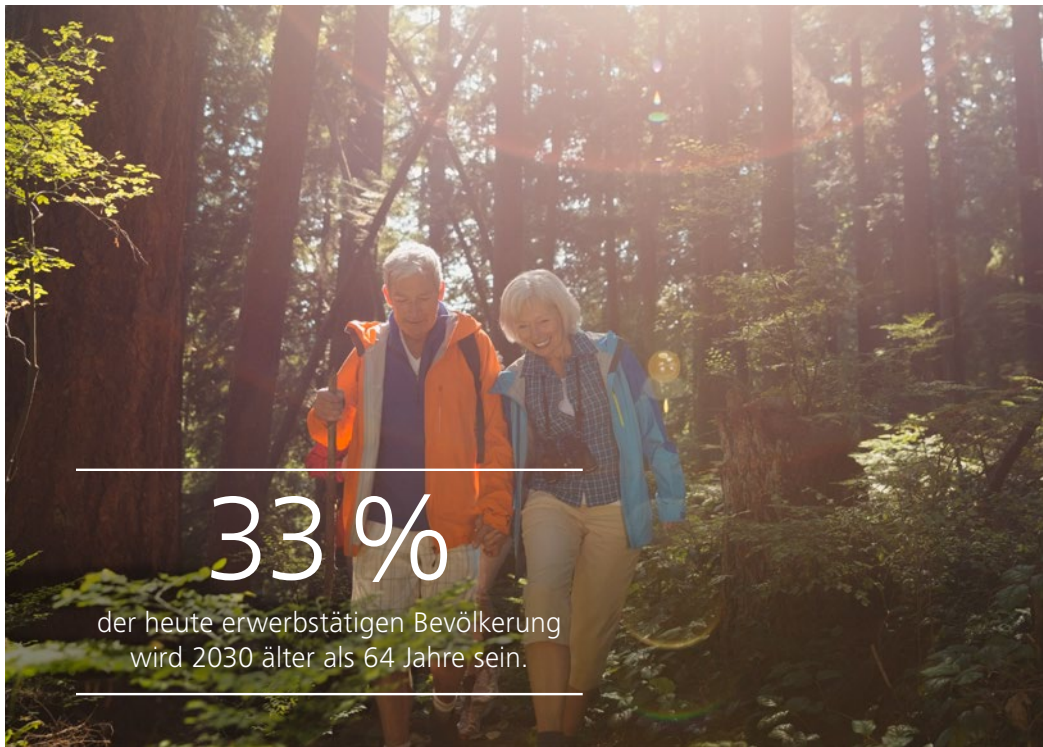 33 %
der heute erwerbstätigen Bevölkerung
wird 2030 älter als 64 Jahre sein.